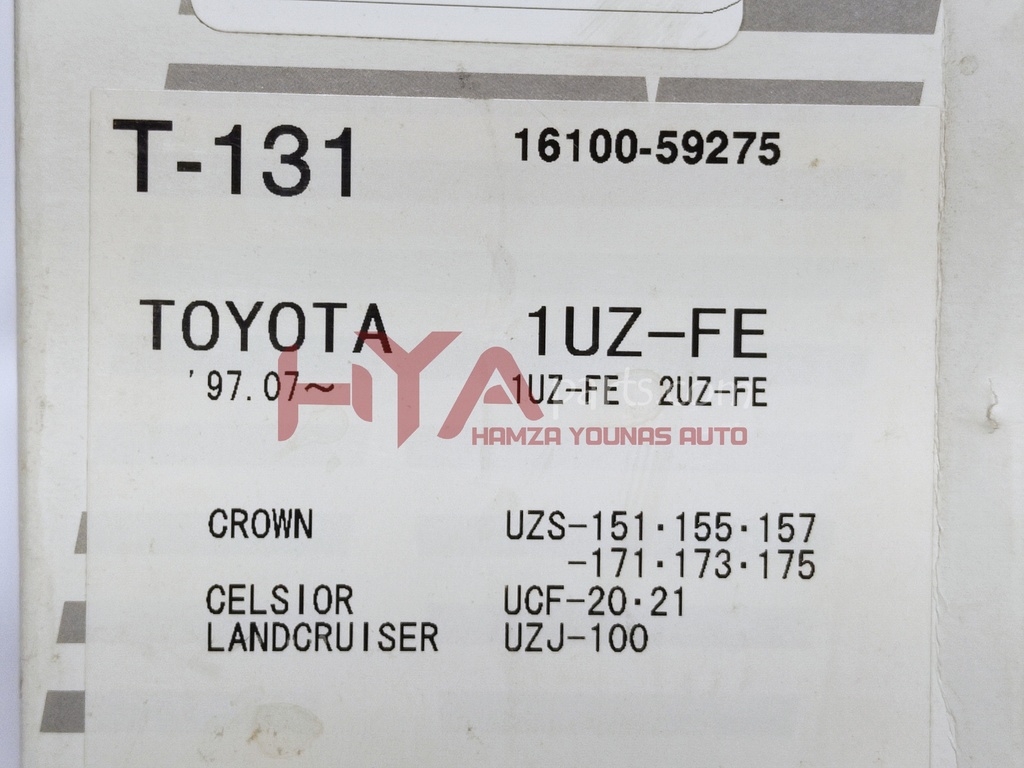 T-131 16100-59275
TOYOTA 1UZ-FE
'97.07~ 1UZ-FE 2UZ-FE
HYA
HAMZA YOUNAS AUTO
CROWN UZS-151·155·157
-171·173·175
CELSIOR UCF-20·21
LANDCRUISER UZJ-100